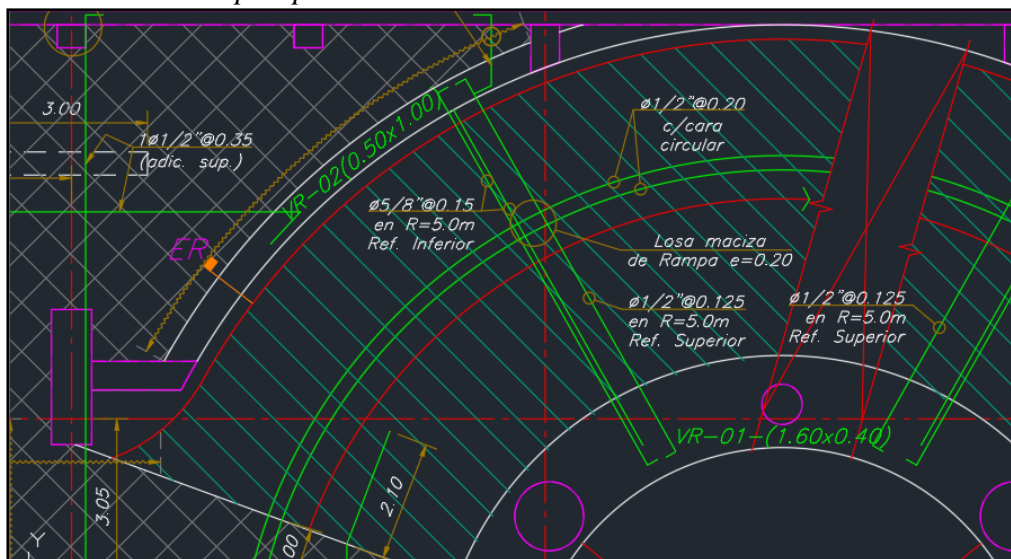 3.00
1ø1/2"@0.35
(adic. sup.)
VR-02(0.50x1.00)
ø1/2"@0.20
c/cara
circular
ø5/8"@0.15
en R=5.0m
Ref. Inferior
Losa maciza
de Rampa e=0.20
ER
ø1/2"@0.125
en R=5.0m
Ref. Superior
ø1/2"@0.125
en R=5.0m
Ref. Superior
VR-01-(1.60x0.40)
3.05
2.10
Y